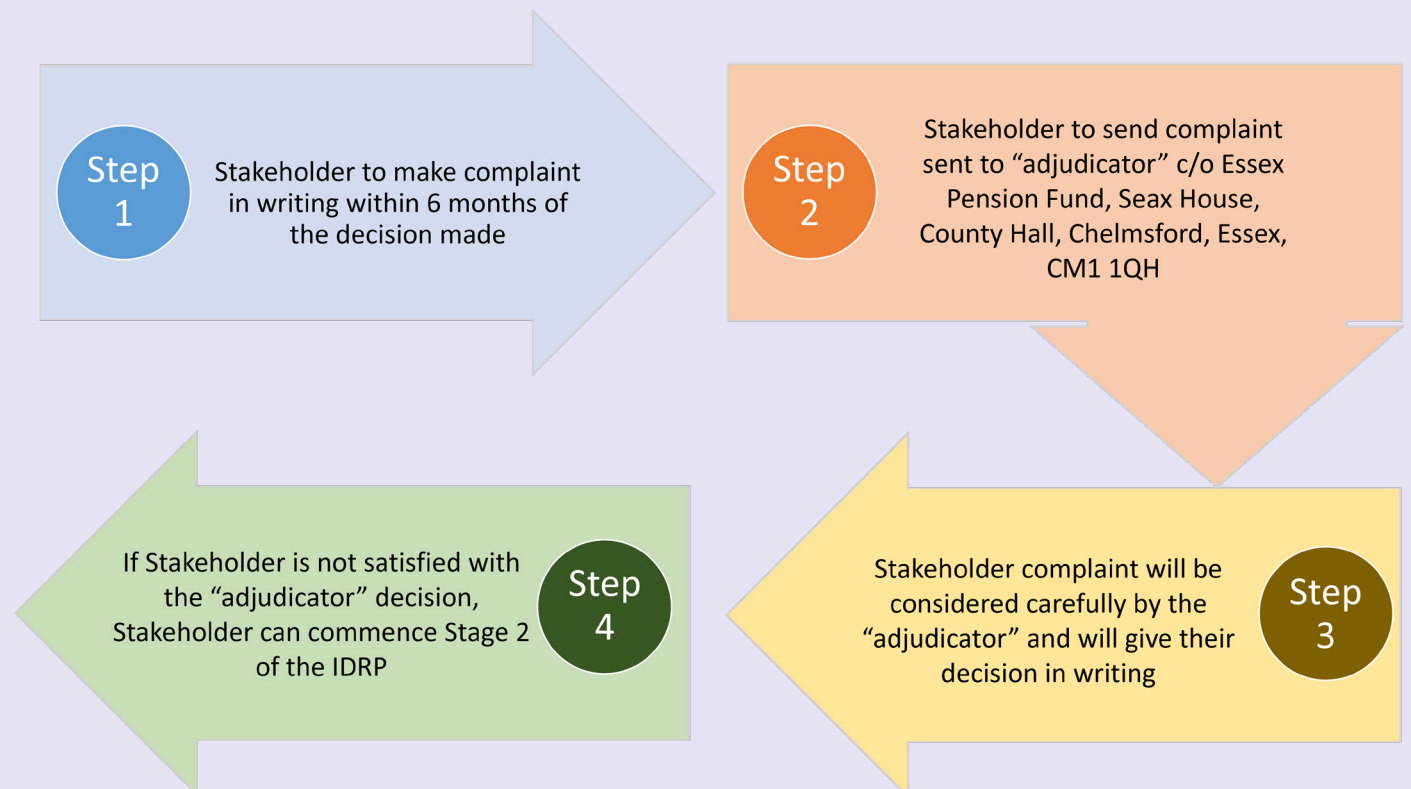 Step
1
Stakeholder to make complaint
in writing within 6 months of
the decision made
Step
2
Stakeholder to send complaint
sent to “adjudicator” c/o Essex
Pension Fund, Seax House,
County Hall, Chelmsford, Essex,
CM1 1QH
Step
3
Stakeholder complaint will be
considered carefully by the
“adjudicator” and will give their
decision in writing
Step
4
If Stakeholder is not satisfied with
the “adjudicator” decision,
Stakeholder can commence Stage 2
of the IDRP